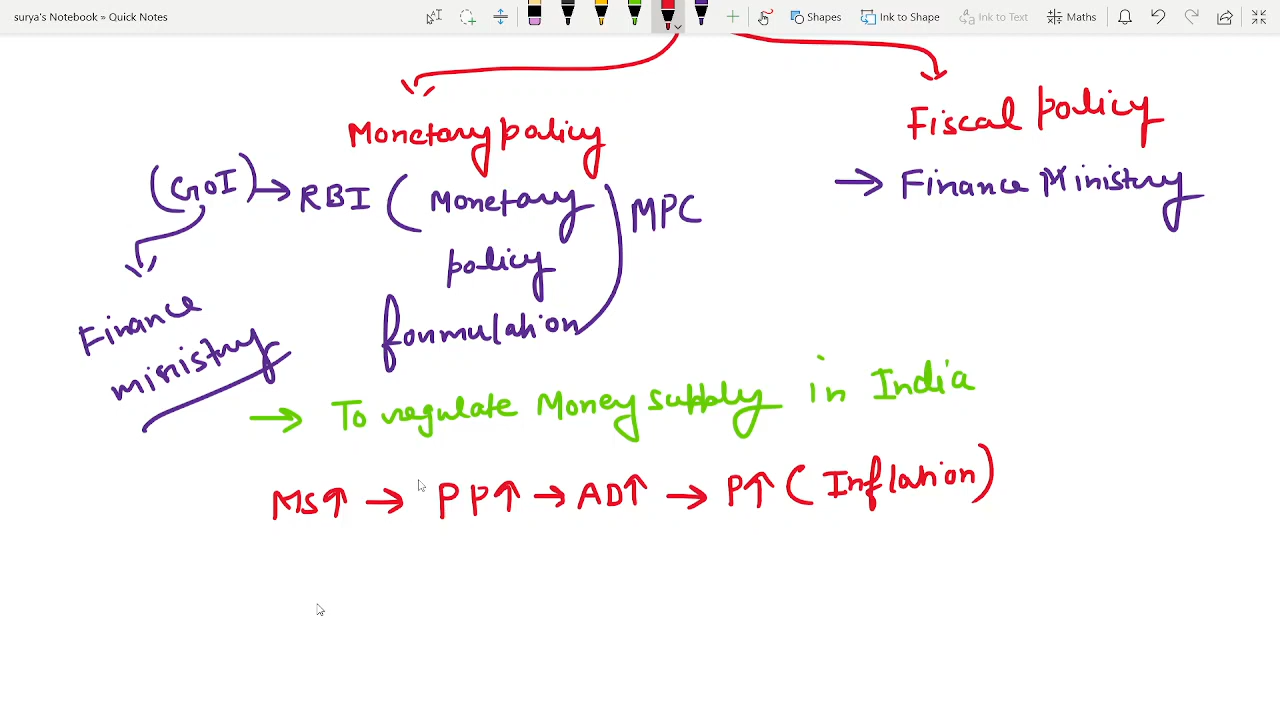 surya's Notebook » Quick Notes
Shapes Ink to Shape Ink to Text Maths
Monetary policy
Fiscal policy
(GOI) → RBI ( Monetary policy formulation ) MPC
→ Finance Ministry
Finance ministry
→ To regulate Money supply in India
MS↑ → PP↑ → AD↑ → P↑ (Inflation)